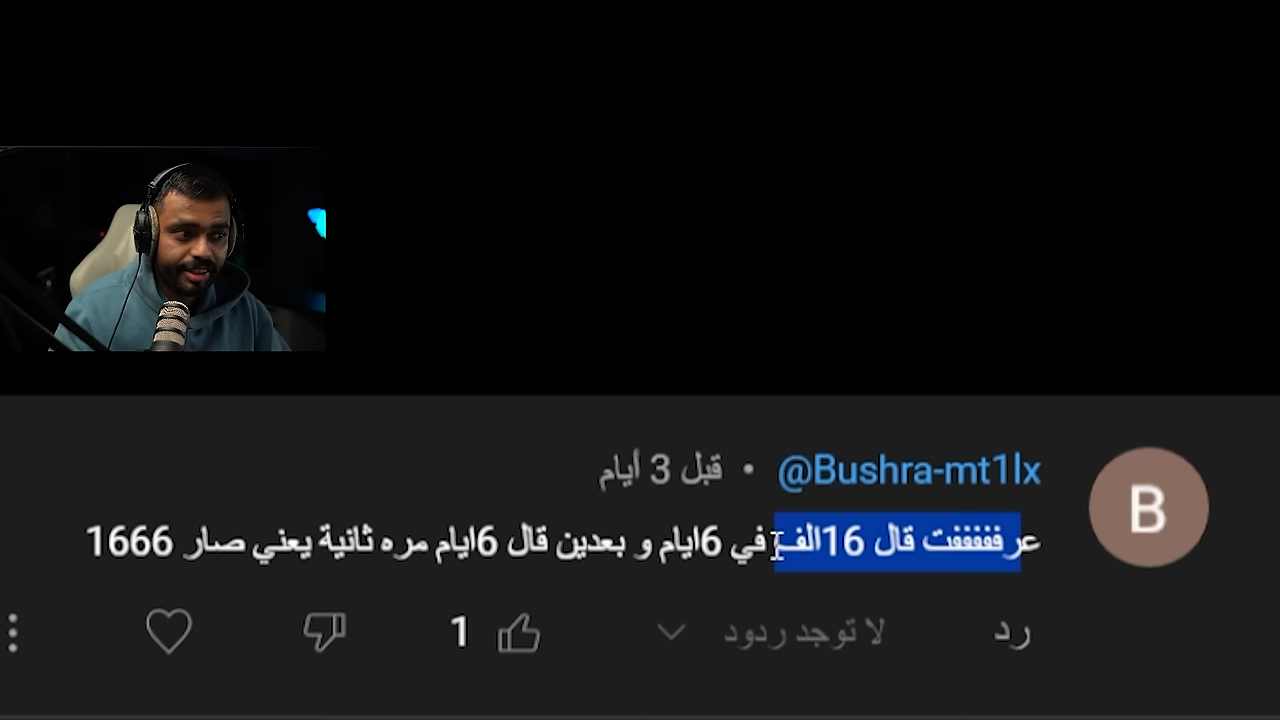 B
@Bushra-mt1lx • قبل 3 أيام
عرفففففت قال 16الف في 6ايام و بعدين قال 6ايام مره ثانية يعني صار 1666
رد
لا توجد ردود
1